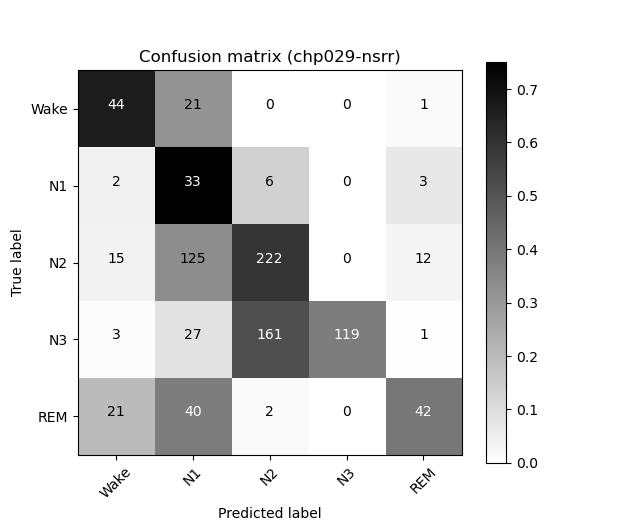 Confusion matrix (chp029-nsrr)
Wake 44 21 0 0 1
N1 2 33 6 0 3
N2 15 125 222 0 12
N3 3 27 161 119 1
REM 21 40 2 0 42
Wake N1 N2 N3 REM
Predicted label
True label
0.7
0.6
0.5
0.4
0.3
0.2
0.1
0.0